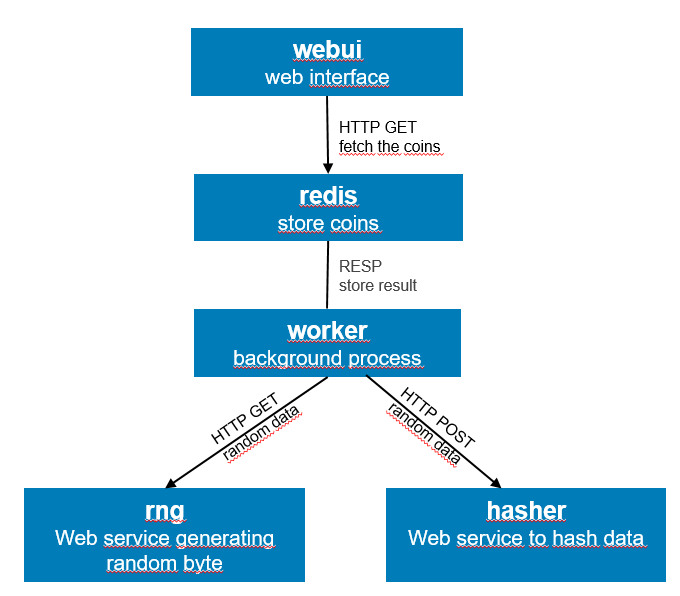 webui
web interface
HTTP GET
fetch the coins
redis
store coins
RESP
store result
worker
background process
HTTP GET
random data
HTTP POST
random data
rng
Web service generating
random byte
hasher
Web service to hash data